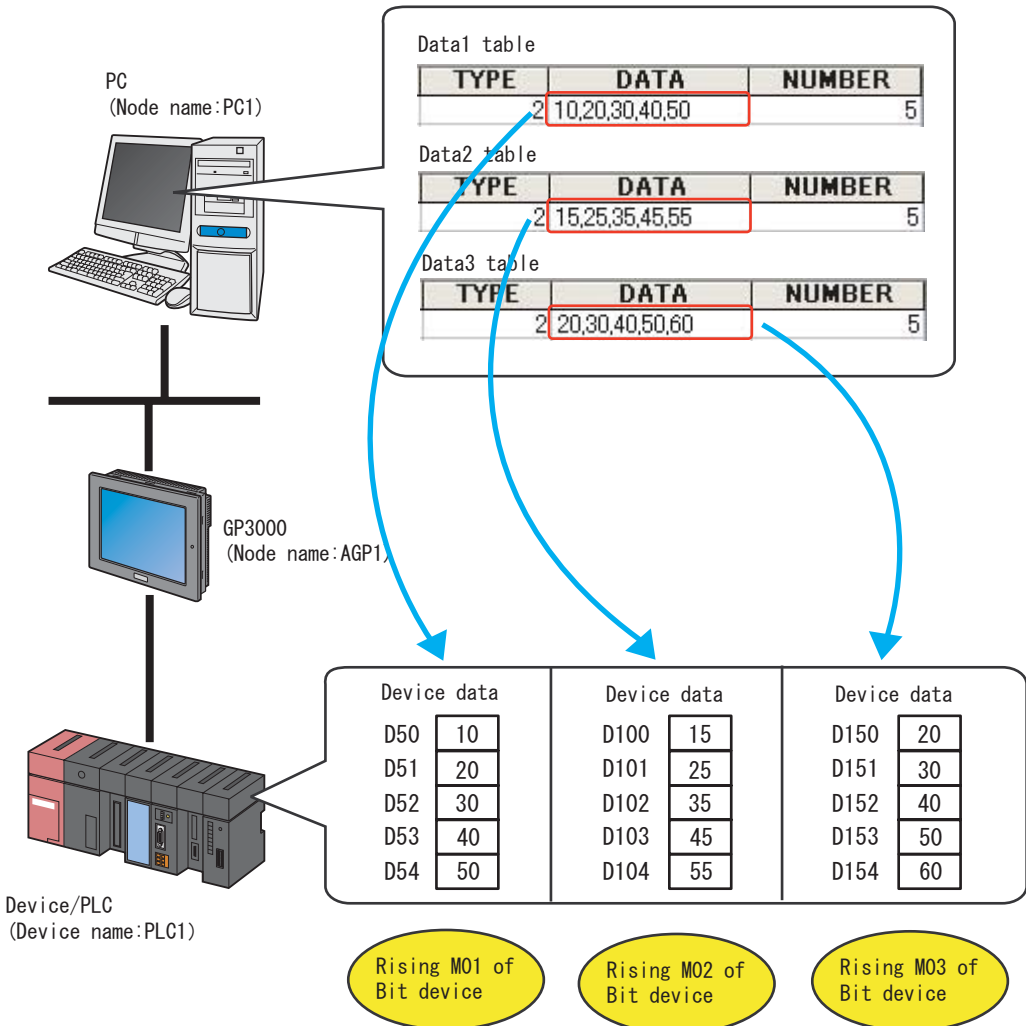 Data1 table
TYPE DATA NUMBER
2 10,20,30,40,50 5
Data2 table
TYPE DATA NUMBER
2 15,25,35,45,55 5
Data3 table
TYPE DATA NUMBER
2 20,30,40,50,60 5
PC
(Node name:PC1)
GP3000
(Node name:AGP1)
Device/PLC
(Device name:PLC1)
Device data
D50 10
D51 20
D52 30
D53 40
D54 50
Device data
D100 15
D101 25
D102 35
D103 45
D104 55
Device data
D150 20
D151 30
D152 40
D153 50
D154 60
Rising M01 of
Bit device
Rising M02 of
Bit device
Rising M03 of
Bit device